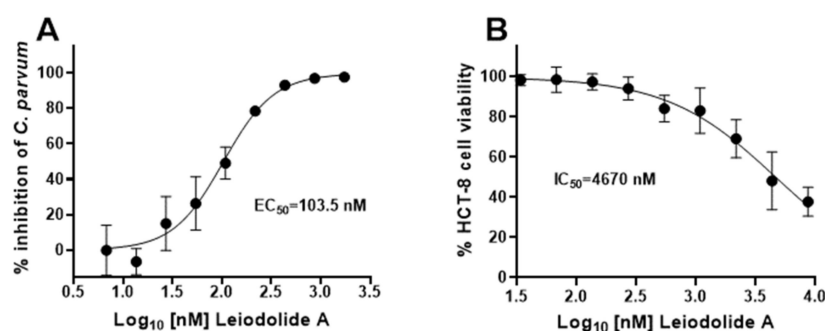 A
% inhibition of C. parvum
100
80
60
40
20
0
EC50=103.5 nM
0.5 1.0 1.5 2.0 2.5 3.0 3.5
Log10 [nM] Leiodolide A
B
% HCT-8 cell viability
100
80
60
40
20
0
IC50=4670 nM
1.5 2.0 2.5 3.0 3.5 4.0
Log10 [nM] Leiodolide A